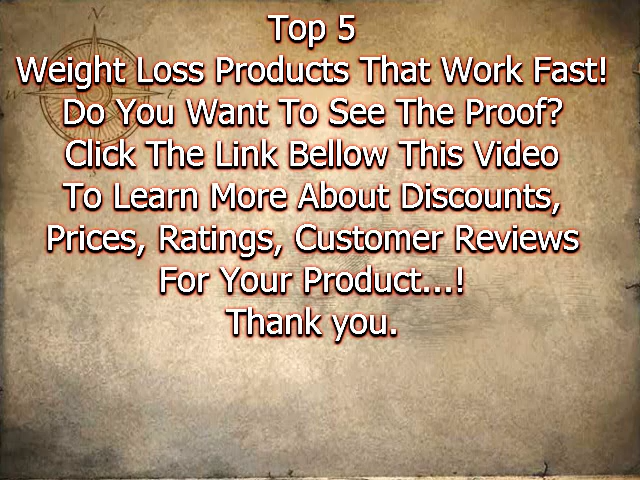 Top 5
Weight Loss Products That Work Fast!
Do You Want To See The Proof?
Click The Link Bellow This Video
To Learn More About Discounts,
Prices, Ratings, Customer Reviews
For Your Product...!
Thank you.